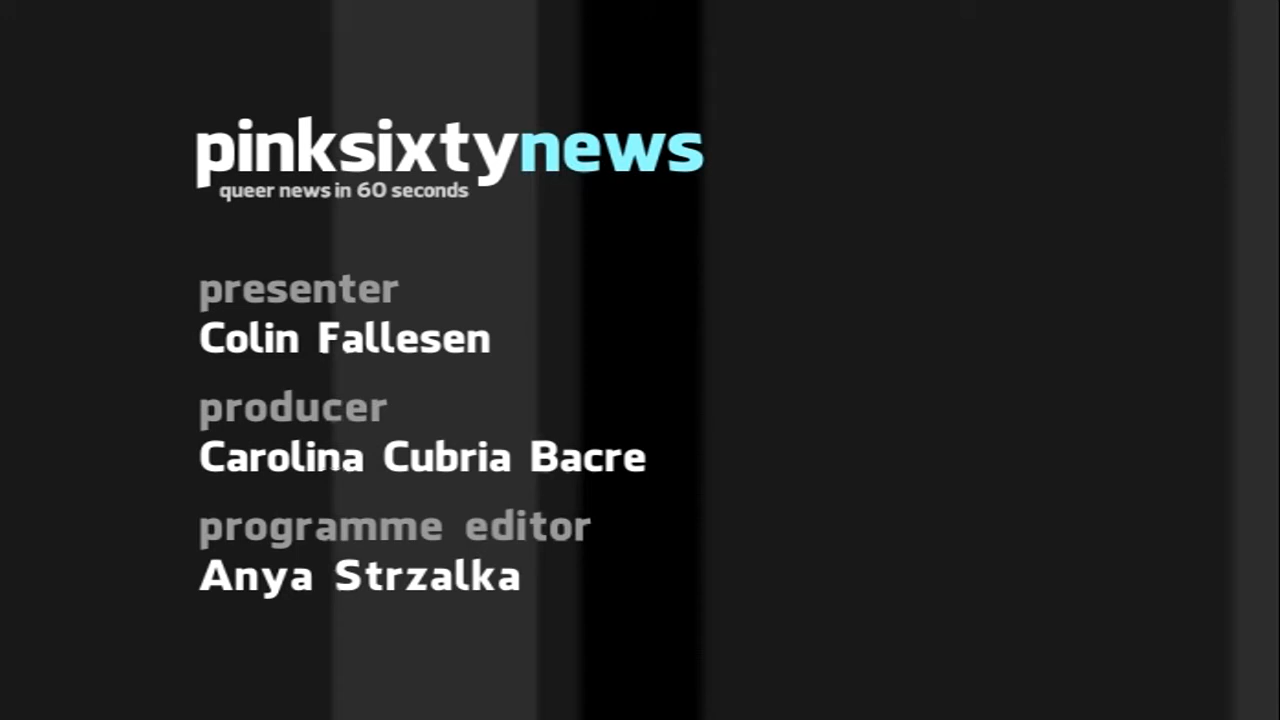 pinksixtynews
queer news in 60 seconds
presenter
Colin Fallesen
producer
Carolina Cubria Bacre
programme editor
Anya Strzalka